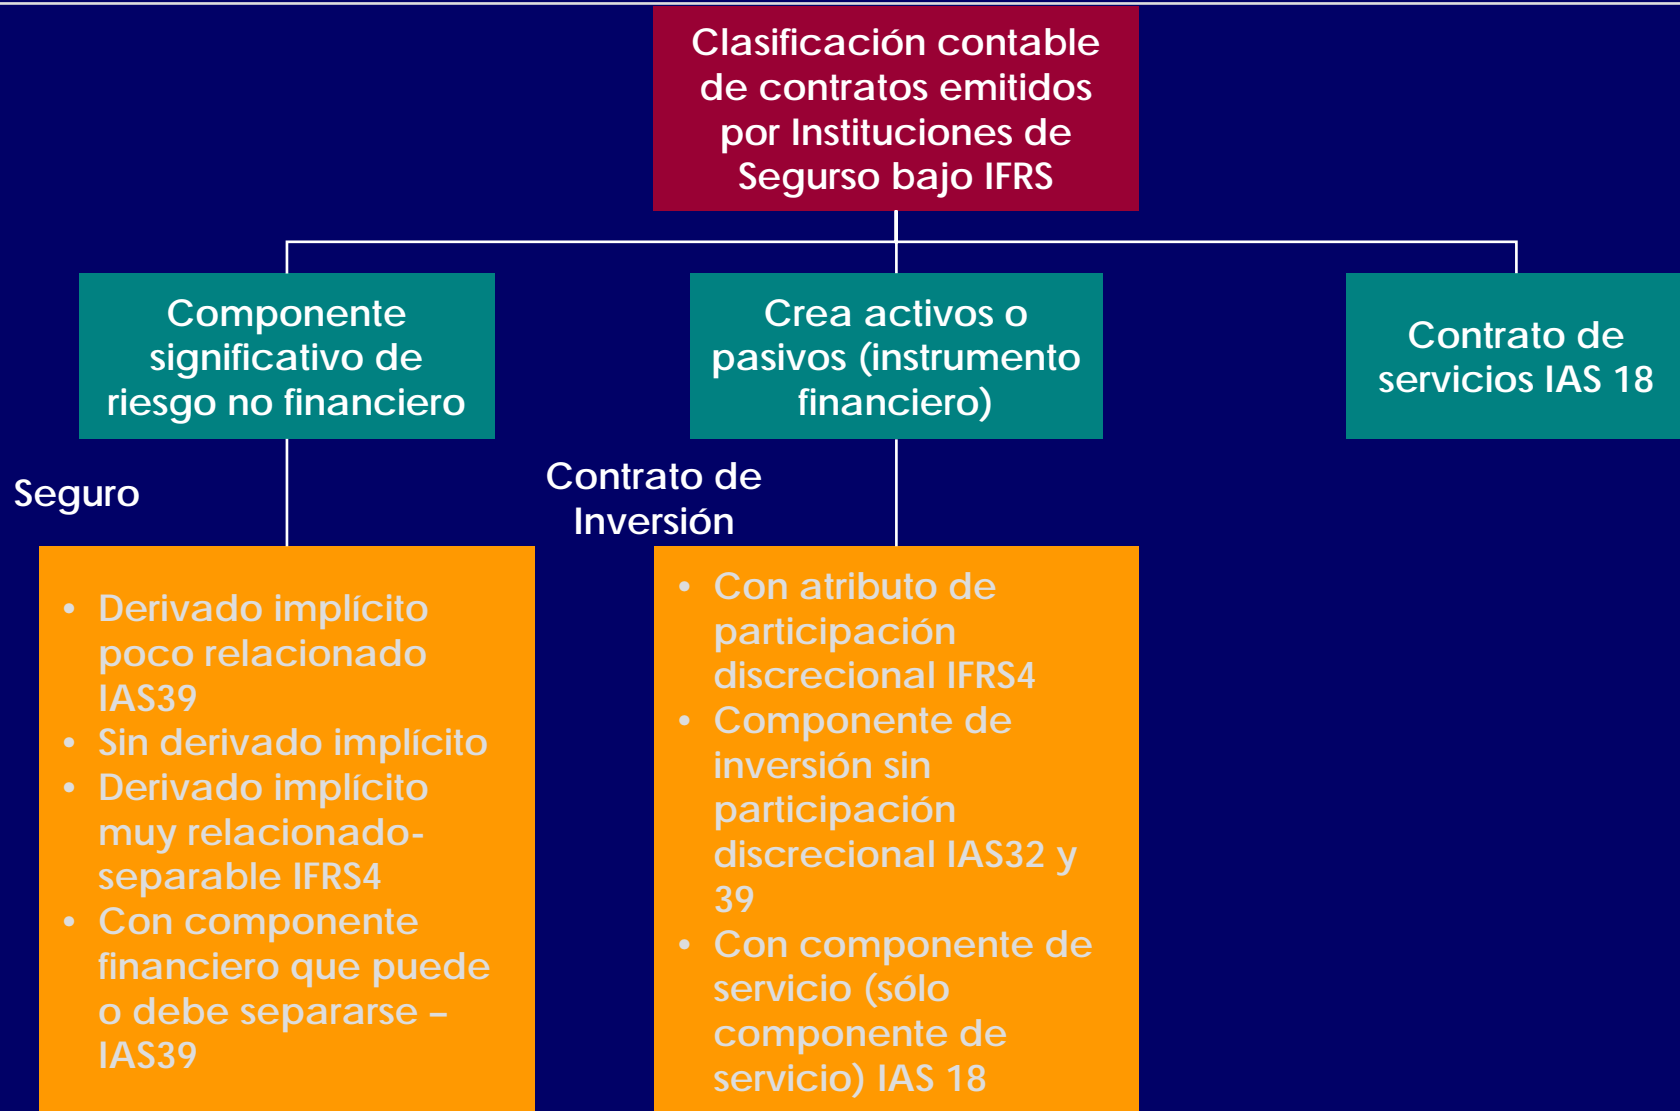 Clasificación contable
de contratos emitidos
por Instituciones de
Segurso bajo IFRS
Componente
significativo de
riesgo no financiero
Crea activos o
pasivos (instrumento
financiero)
Contrato de
servicios IAS 18
Seguro
Contrato de
Inversión
• Derivado implícito
poco relacionado
IAS39
• Sin derivado implícito
• Derivado implícito
muy relacionado-
separable IFRS4
• Con componente
financiero que puede
o debe separarse –
IAS39
• Con atributo de
participación
discrecional IFRS4
• Componente de
inversión sin
participación
discrecional IAS32 y
39
• Con componente de
servicio (sólo
componente de
servicio) IAS 18